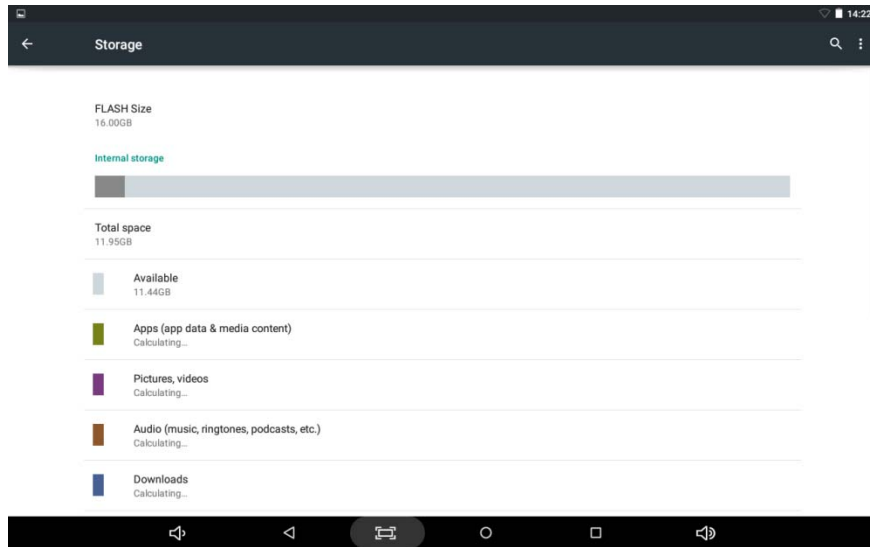 14:22
Storage
FLASH Size
16.00GB
Internal storage
Total space
11.95GB
Available
11.44GB
Apps (app data & media content)
Calculating...
Pictures, videos
Calculating...
Audio (music, ringtones, podcasts, etc.)
Calculating...
Downloads
Calculating...